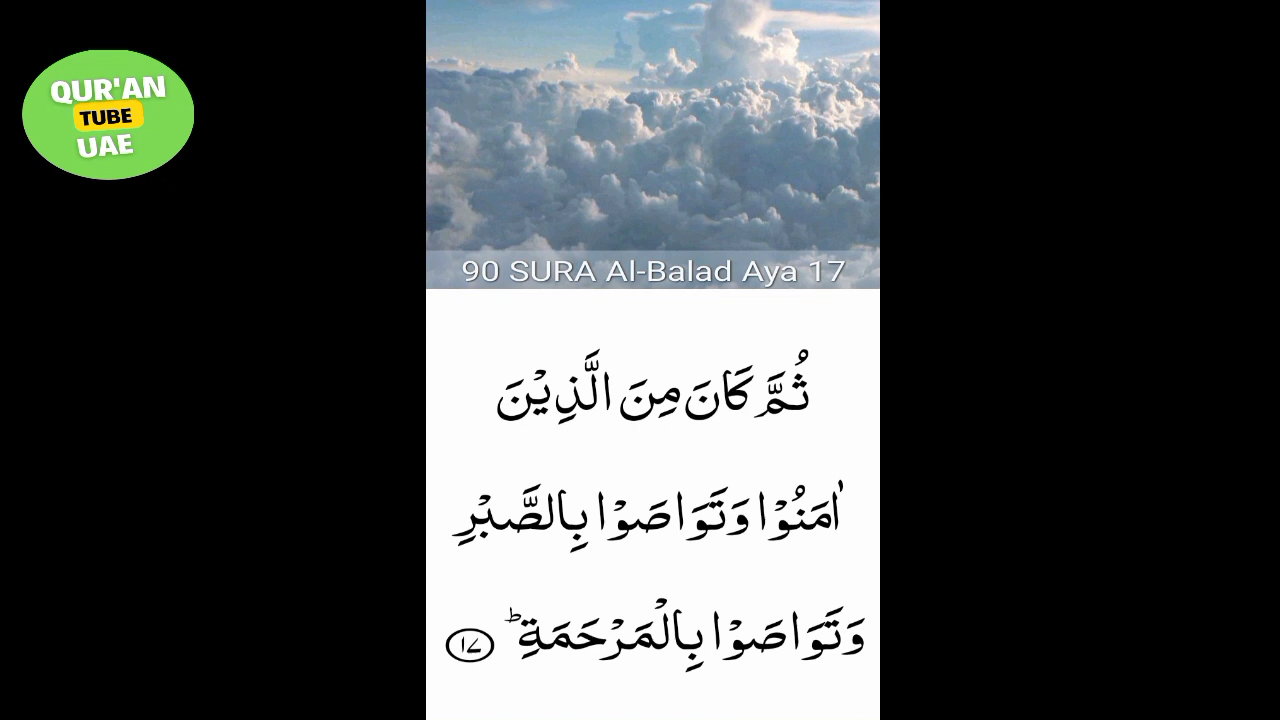 QUR'AN
TUBE
UAE
90 SURA Al-Balad Aya 17
ثُمَّ كَانَ مِنَ الَّذِيْنَ
اٰمَنُوْا وَتَوَاصَوْا بِالصَّبْرِ
وَتَوَاصَوْا بِالْمَرْحَمَةِ ؕ ١٧